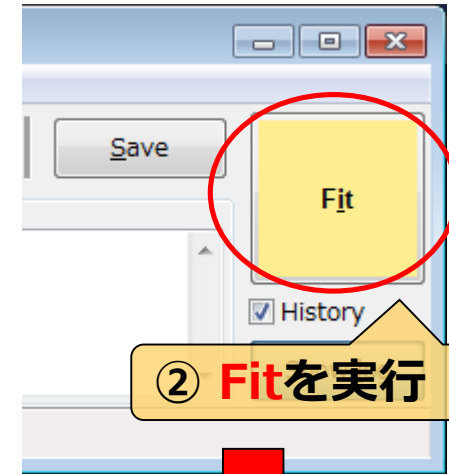 Save
Fit
History
② Fitを実行